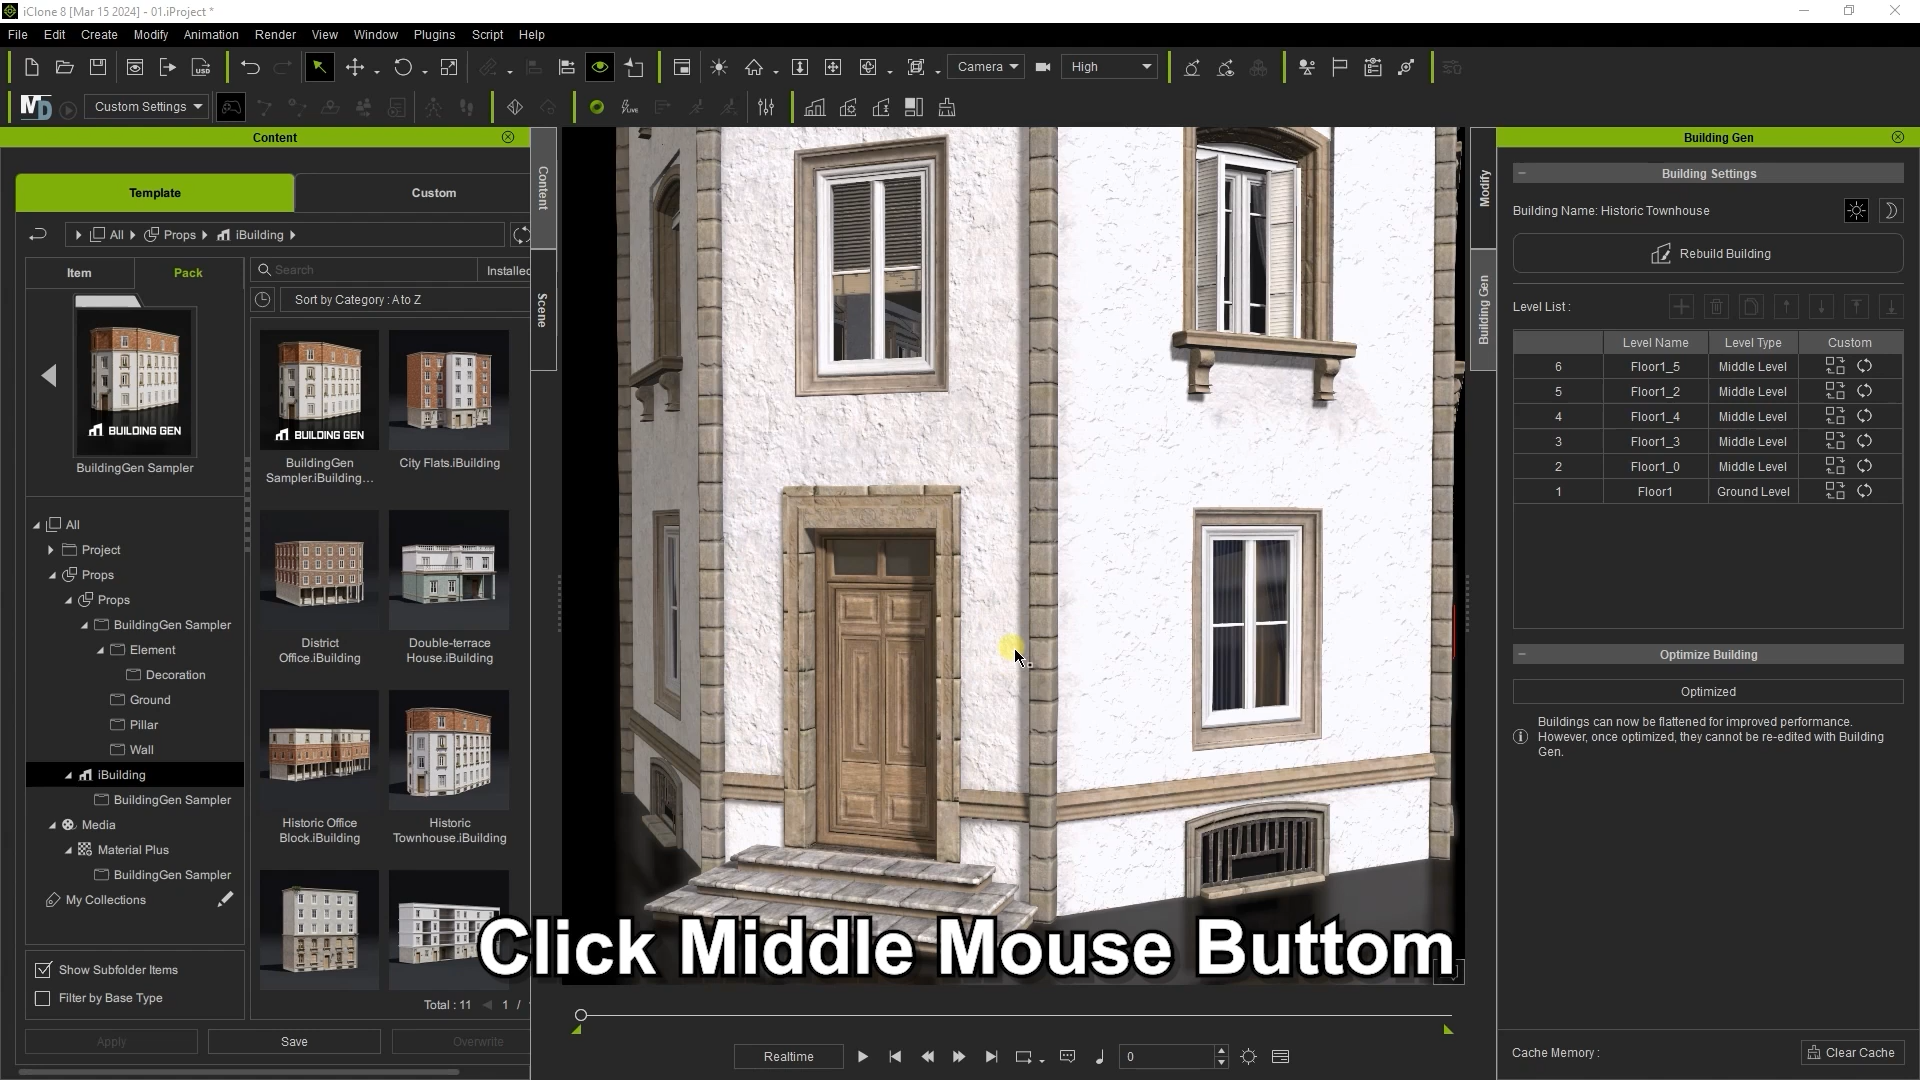 iClone 8 [Mar 15 2024] - 01.iProject *
File Edit Create Modify Animation Render View Window Plugins Script Help
USD
Camera
High
MD
Custom Settings
LIVE
Content
Template
Custom
All
Props
iBuilding
Item
Pack
Search
Installed
Sort by Category : A to Z
BUILDING GEN
BuildingGen Sampler
BUILDING GEN
BuildingGen
Sampler.iBuilding...
City Flats.iBuilding
District
Office.iBuilding
Double-terrace
House.iBuilding
Historic Office
Block.iBuilding
Historic
Townhouse.iBuilding
All
Project
Props
Props
BuildingGen Sampler
Element
Decoration
Ground
Pillar
Wall
iBuilding
BuildingGen Sampler
Media
Material Plus
BuildingGen Sampler
My Collections
Show Subfolder Items
Filter by Base Type
Total : 11
1 /
Apply
Save
Overwrite
Content
Scene
Click Middle Mouse Buttom
Realtime
0
Modify
Building Gen
Building Gen
Building Settings
Building Name: Historic Townhouse
Rebuild Building
Level List :
Level Name Level Type Custom
6 Floor1_5 Middle Level
5 Floor1_2 Middle Level
4 Floor1_4 Middle Level
3 Floor1_3 Middle Level
2 Floor1_0 Middle Level
1 Floor1 Ground Level
Optimize Building
Optimized
Buildings can now be flattened for improved performance.
However, once optimized, they cannot be re-edited with Building
Gen.
Cache Memory :
Clear Cache